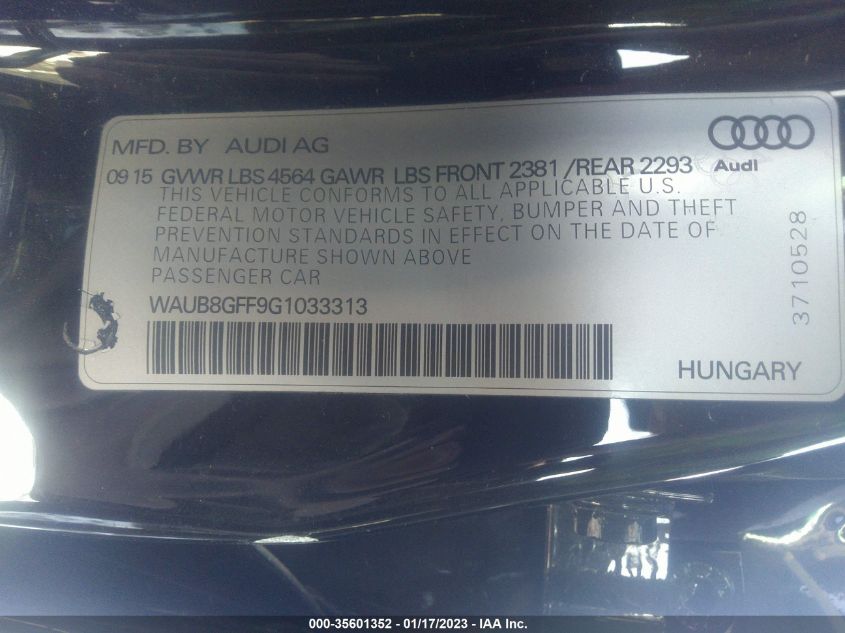 MFD. BY AUDI AG
09 15 GVWR LBS 4564 GAWR LBS FRONT 2381 /REAR 2293
Audi
THIS VEHICLE CONFORMS TO ALL APPLICABLE U.S.
FEDERAL MOTOR VEHICLE SAFETY, BUMPER AND THEFT
PREVENTION STANDARDS IN EFFECT ON THE DATE OF
MANUFACTURE SHOWN ABOVE
PASSENGER CAR
WAUB8GFF9G1033313
3710528
HUNGARY
000-35601352 - 01/17/2023 - IAA Inc.